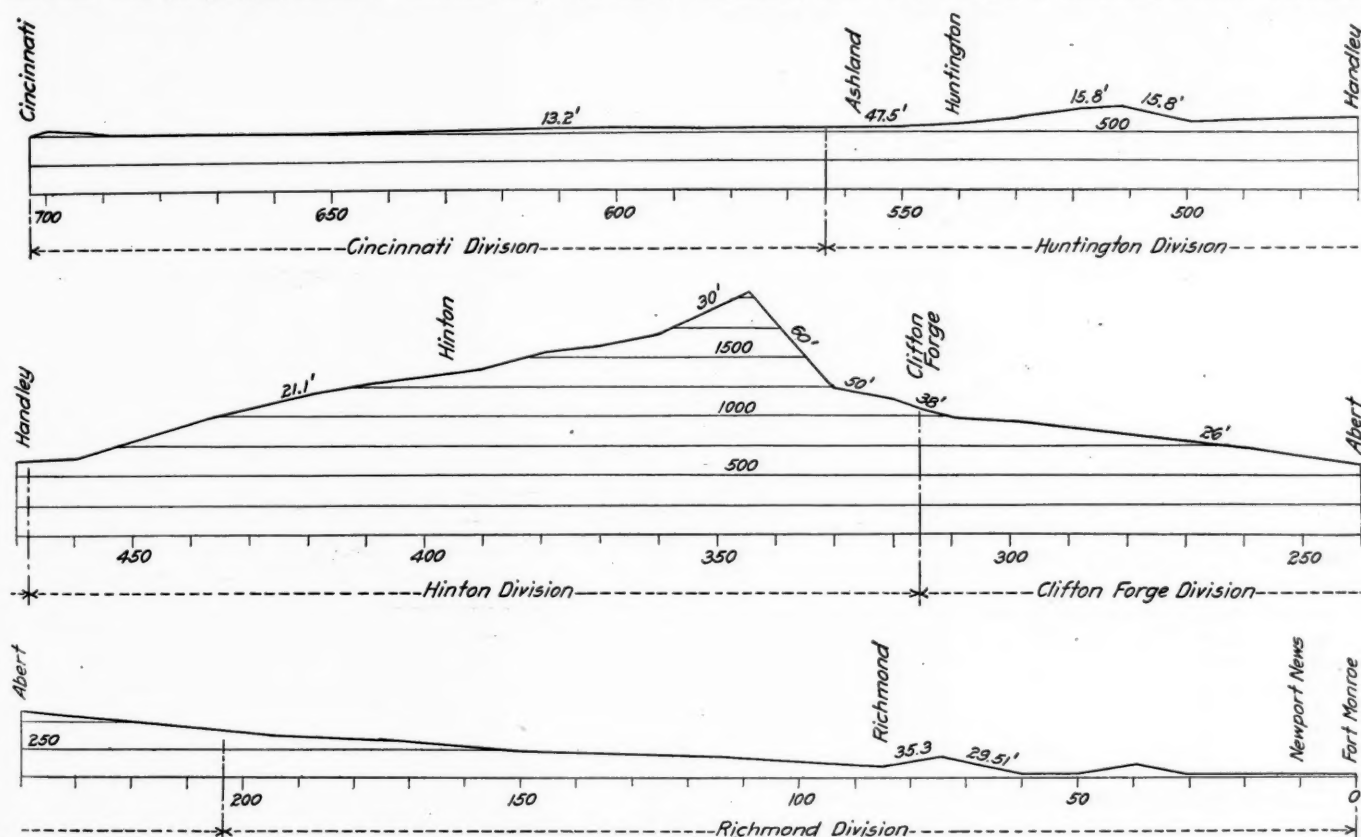 Cincinnati
13.2'
Ashland
47.5'
Huntington
15.8'
15.8'
500
Handley
700
650
600
550
500
Cincinnati Division
Huntington Division
Handley
21.1'
Hinton
30'
60'
1500
50'
Clifton Forge
38'
1000
26'
500
Abert
450
400
350
300
250
Hinton Division
Clifton Forge Division
Abert
250
Richmond
35.3
29.51'
Newport News
Fort Monroe
200
150
100
50
0
Richmond Division